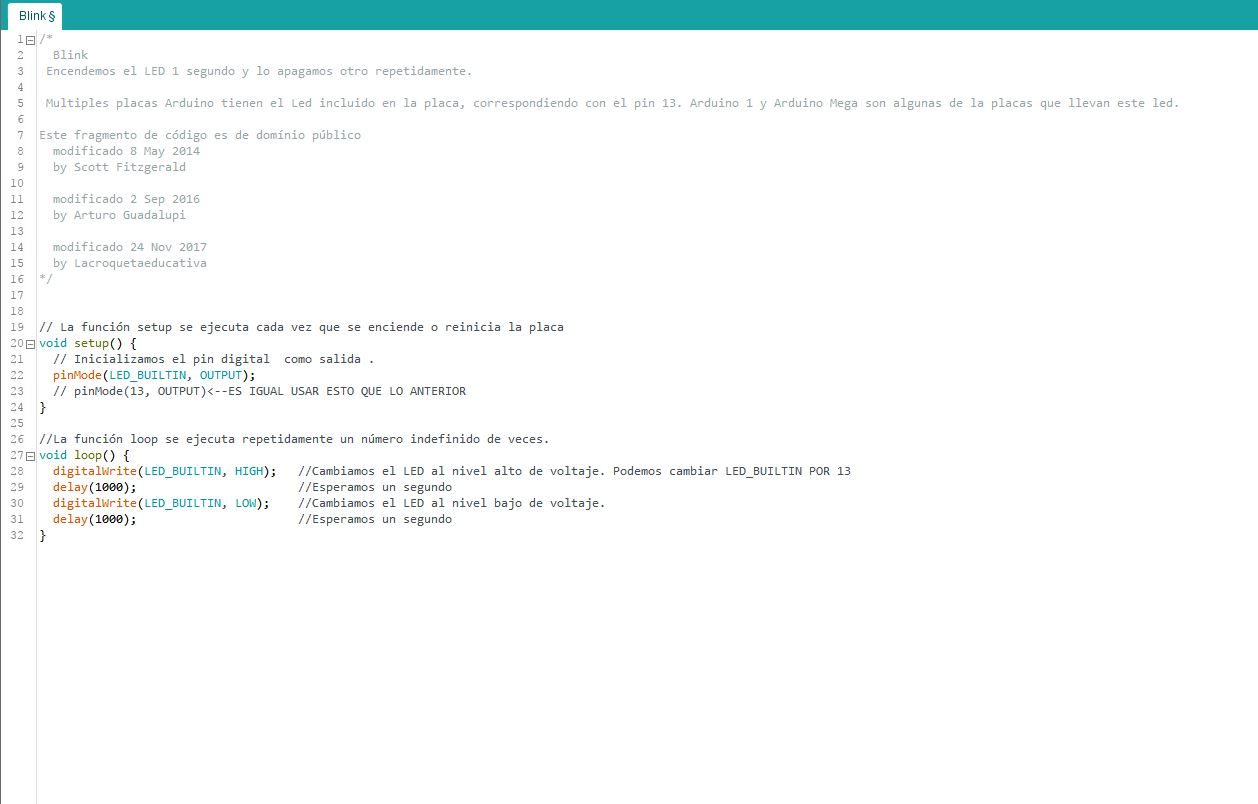 Blink §
1 /*
2   Blink
3  Encendemos el LED 1 segundo y lo apagamos otro repetidamente.
4
5  Multiples placas Arduino tienen el Led incluido en la placa, correspondiendo con el pin 13. Arduino 1 y Arduino Mega son algunas de la placas que llevan este led.
6
7 Este fragmento de código es de domínio público
8   modificado 8 May 2014
9   by Scott Fitzgerald
10
11   modificado 2 Sep 2016
12   by Arturo Guadalupi
13
14   modificado 24 Nov 2017
15   by Lacroquetaeducativa
16 */
17
18
19 // La función setup se ejecuta cada vez que se enciende o reinicia la placa
20 void setup() {
21   // Inicializamos el pin digital  como salida .
22   pinMode(LED_BUILTIN, OUTPUT);
23   // pinMode(13, OUTPUT)<--ES IGUAL USAR ESTO QUE LO ANTERIOR
24 }
25
26 //La función loop se ejecuta repetidamente un número indefinido de veces.
27 void loop() {
28   digitalWrite(LED_BUILTIN, HIGH);   //Cambiamos el LED al nivel alto de voltaje. Podemos cambiar LED_BUILTIN POR 13
29   delay(1000);                       //Esperamos un segundo
30   digitalWrite(LED_BUILTIN, LOW);    //Cambiamos el LED al nivel bajo de voltaje.
31   delay(1000);                       //Esperamos un segundo
32 }